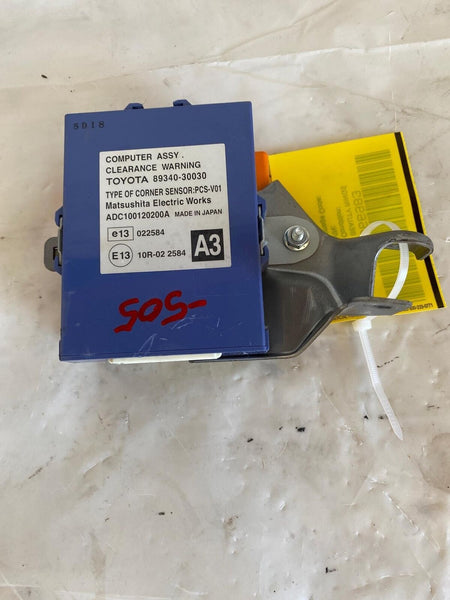 5018
COMPUTER ASSY.
CLEARANCE WARNING
TOYOTA 89340-30030
TYPE OF CORNER SENSOR:PCS-V01
Matsushita Electric Works
ADC100120200A MADE IN JAPAN
e13 022584
E13 10R-02 2584
A3
-505